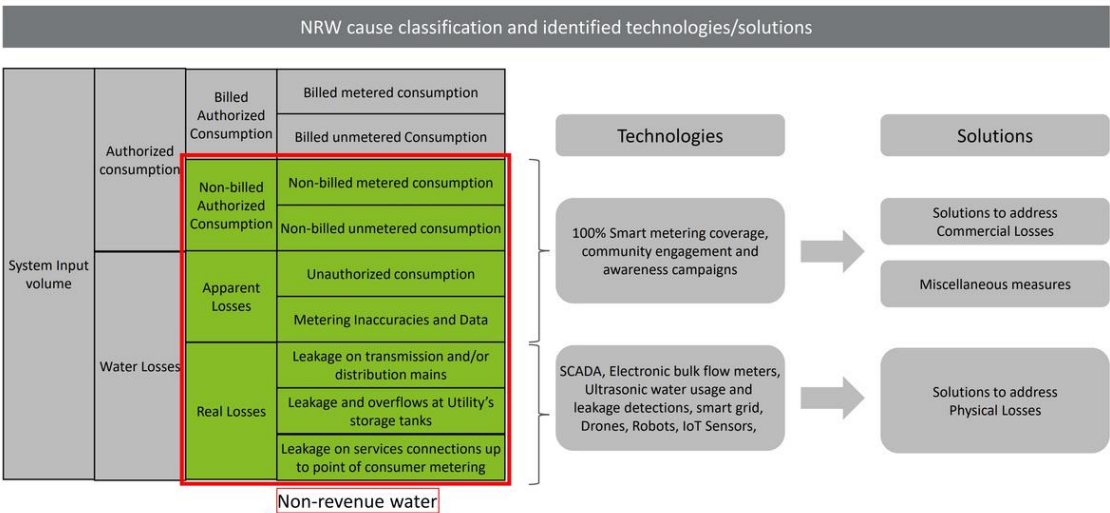 NRW cause classification and identified technologies/solutions
System Input
volume
Authorized
consumption
Water Losses
Billed
Authorized
Consumption
Non-billed
Authorized
Consumption
Apparent
Losses
Real Losses
Billed metered consumption
Billed unmetered Consumption
Non-billed metered consumption
Non-billed unmetered consumption
Unauthorized consumption
Metering Inaccuracies and Data
Leakage on transmission and/or
distribution mains
Leakage and overflows at Utility's
storage tanks
Leakage on services connections up
to point of consumer metering
Non-revenue water
Technologies
100% Smart metering coverage,
community engagement and
awareness campaigns
SCADA, Electronic bulk flow meters,
Ultrasonic water usage and
leakage detections, smart grid,
Drones, Robots, IoT Sensors,
Solutions
Solutions to address
Commercial Losses
Miscellaneous measures
Solutions to address
Physical Losses